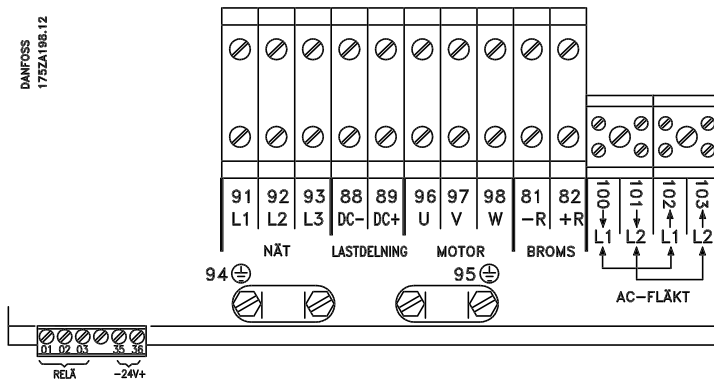 DANFOSS
175ZA198.12
91 92 93 88 89 96 97 98 81 82
L1 L2 L3 DC- DC+ U V W -R +R
100 101 102 103
L1 L2 L1 L2
NÄT LASTDELNING MOTOR BROMS
AC-FLÄKT
94 95
01 02 03 35 36
RELÄ -24V+